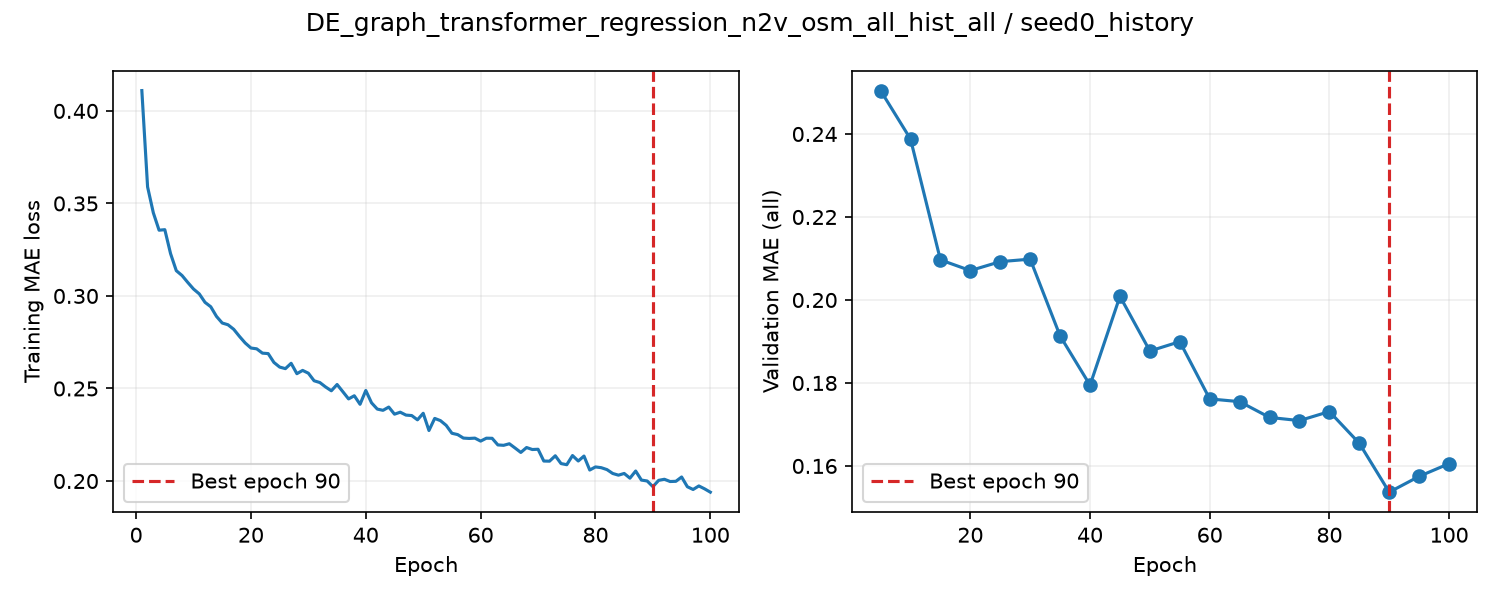 DE_graph_transformer_regression_n2v_osm_all_hist_all / seed0_history
Training MAE loss
0.40
0.35
0.30
0.25
0.20
Best epoch 90
0 20 40 60 80 100
Epoch
Validation MAE (all)
0.24
0.22
0.20
0.18
0.16
Best epoch 90
20 40 60 80 100
Epoch